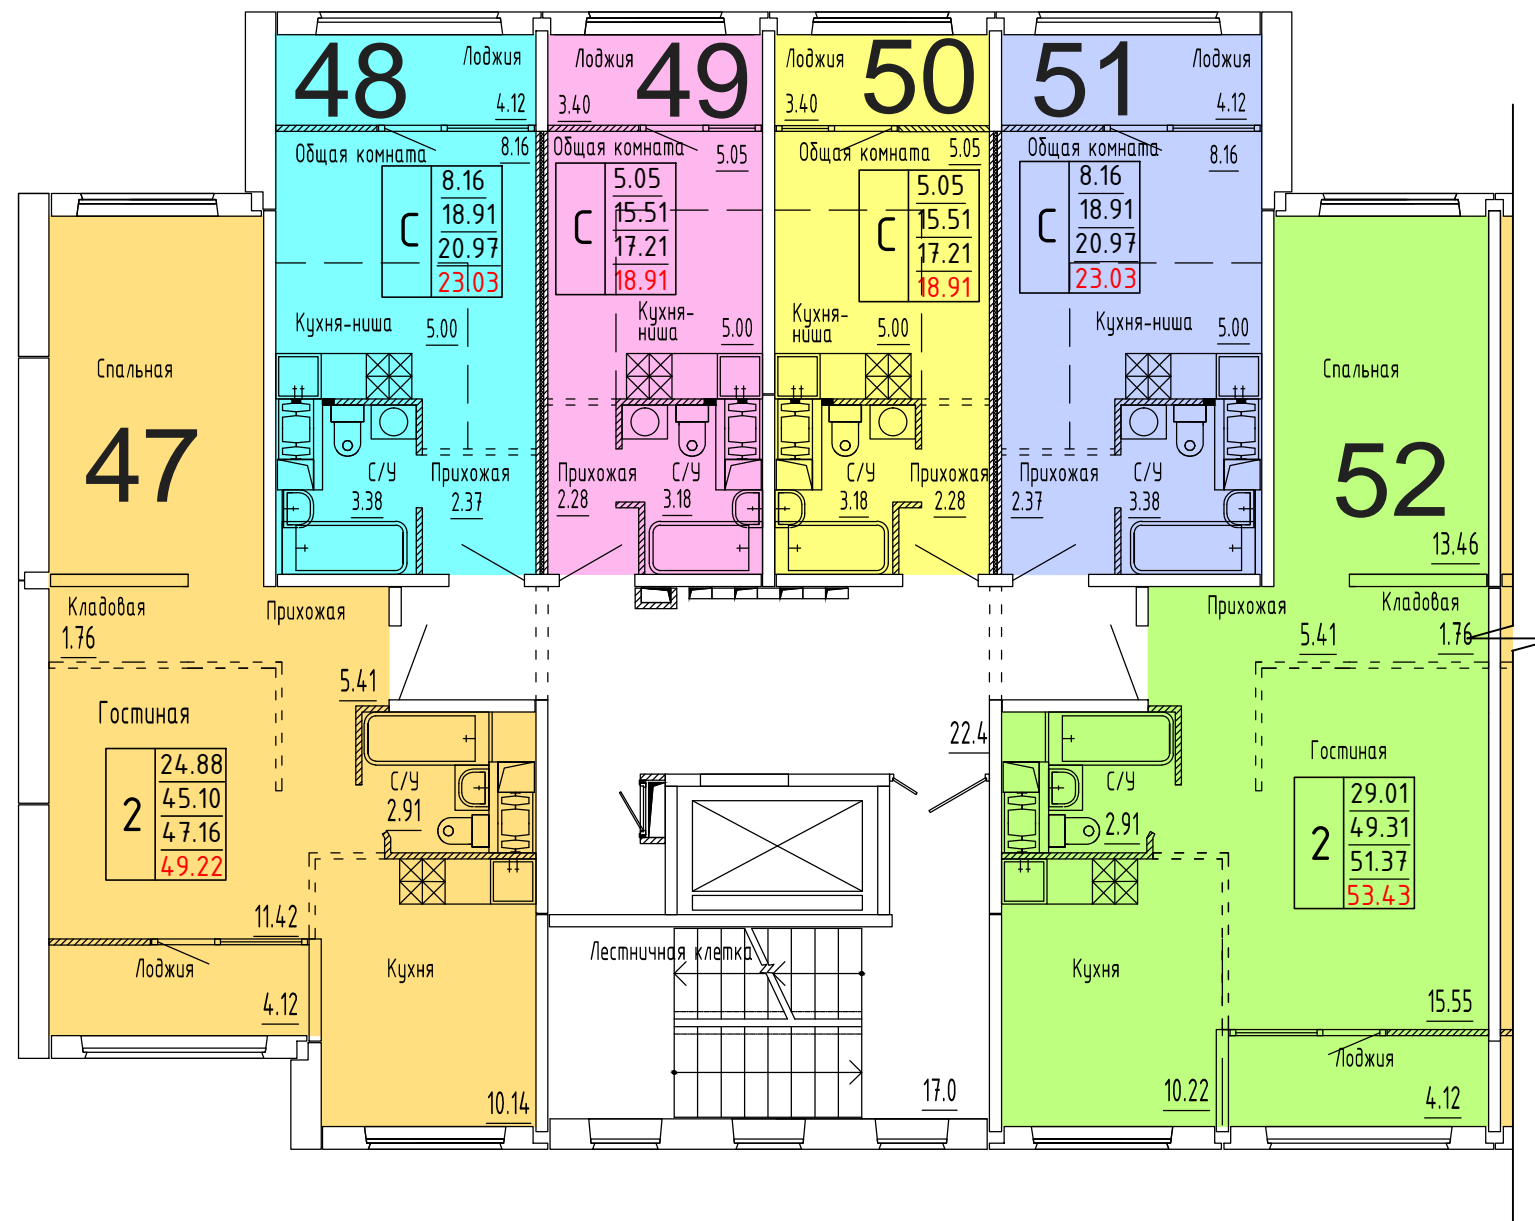 48
Лоджия
4.12
8.16
Общая комната
С
8.16
18.91
20.97
23.03
Кухня-ниша
5.00
С/У
3.38
Прихожая
2.37
Лоджия
49
3.40
Общая комната
5.05
С
5.05
15.51
17.21
18.91
Кухня-
ниша
5.00
Прихожая
2.28
С/У
3.18
Лоджия
50
3.40
Общая комната
5.05
С
5.05
15.51
17.21
18.91
Кухня-
ниша
5.00
С/У
3.18
Прихожая
2.28
51
Лоджия
4.12
Общая комната
8.16
С
8.16
18.91
20.97
23.03
Кухня-ниша
5.00
Прихожая
2.37
С/У
3.38
Спальная
47
Кладовая
1.76
Прихожая
5.41
Гостиная
2
24.88
45.10
47.16
49.22
11.42
С/У
2.91
Лоджия
4.12
Кухня
10.14
22.4
Лестничная клетка
17.0
Спальная
52
13.46
Прихожая
5.41
Кладовая
1.76
С/У
2.91
Гостиная
2
29.01
49.31
51.37
53.43
15.55
Кухня
10.22
Лоджия
4.12